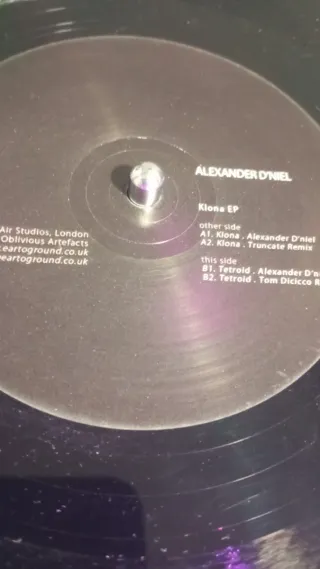 ALEXANDER D'NIEL
Klona EP
other side
A1. Klona . Alexander D'niel
A2. Klona . Truncate Remix
this side
B1. Tetroid . Alexander D'n
B2. Tetroid . Tom Dicicco R
Air Studios, London
Oblivious Artefacts
.eartoground.co.uk
eartoground.co.uk